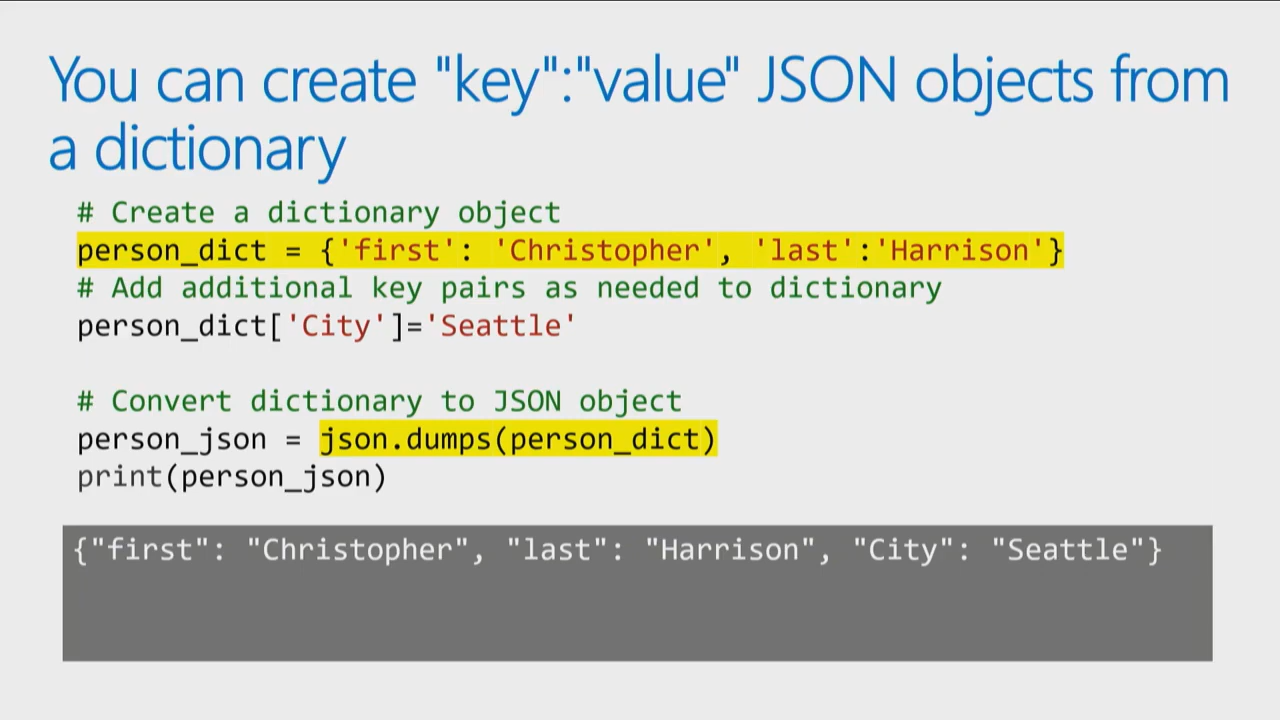 You can create "key":"value" JSON objects from
a dictionary
# Create a dictionary object
person_dict = {'first': 'Christopher', 'last':'Harrison'}
# Add additional key pairs as needed to dictionary
person_dict['City']='Seattle'
# Convert dictionary to JSON object
person_json = json.dumps(person_dict)
print(person_json)
{"first": "Christopher", "last": "Harrison", "City": "Seattle"}